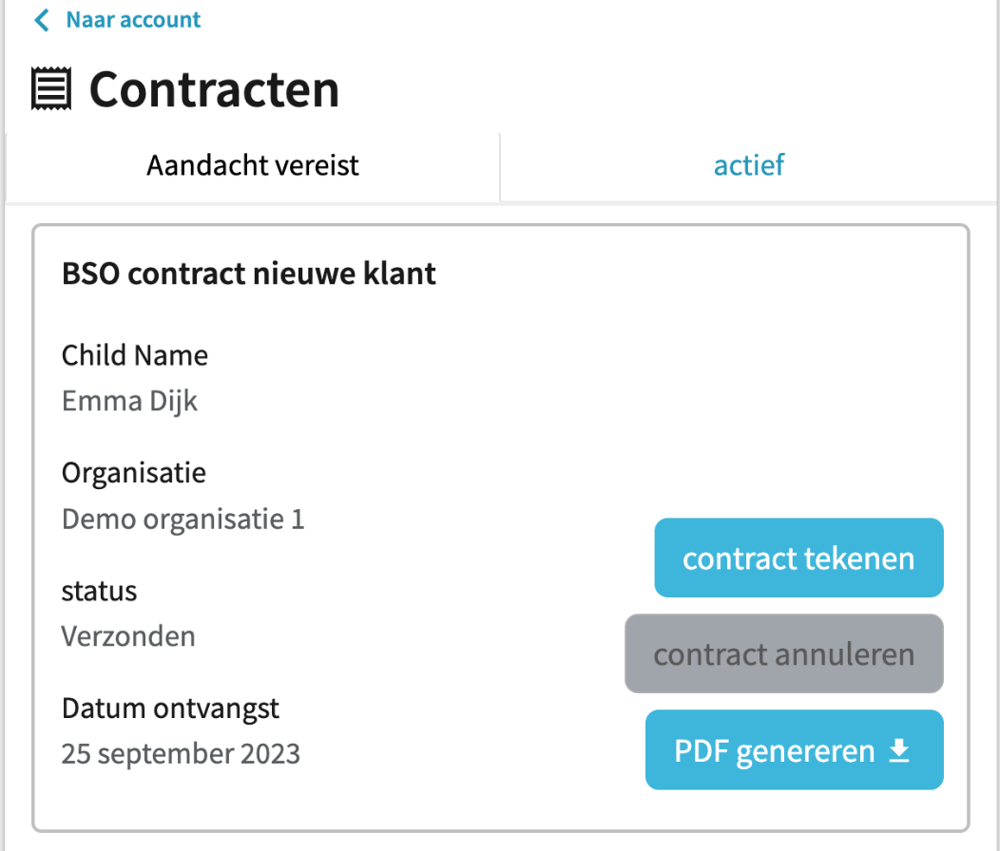 Naar account
Contracten
Aandacht vereist
actief
BSO contract nieuwe klant
Child Name
Emma Dijk
Organisatie
Demo organisatie 1
status
Verzonden
Datum ontvangst
25 september 2023
contract tekenen
contract annuleren
PDF genereren